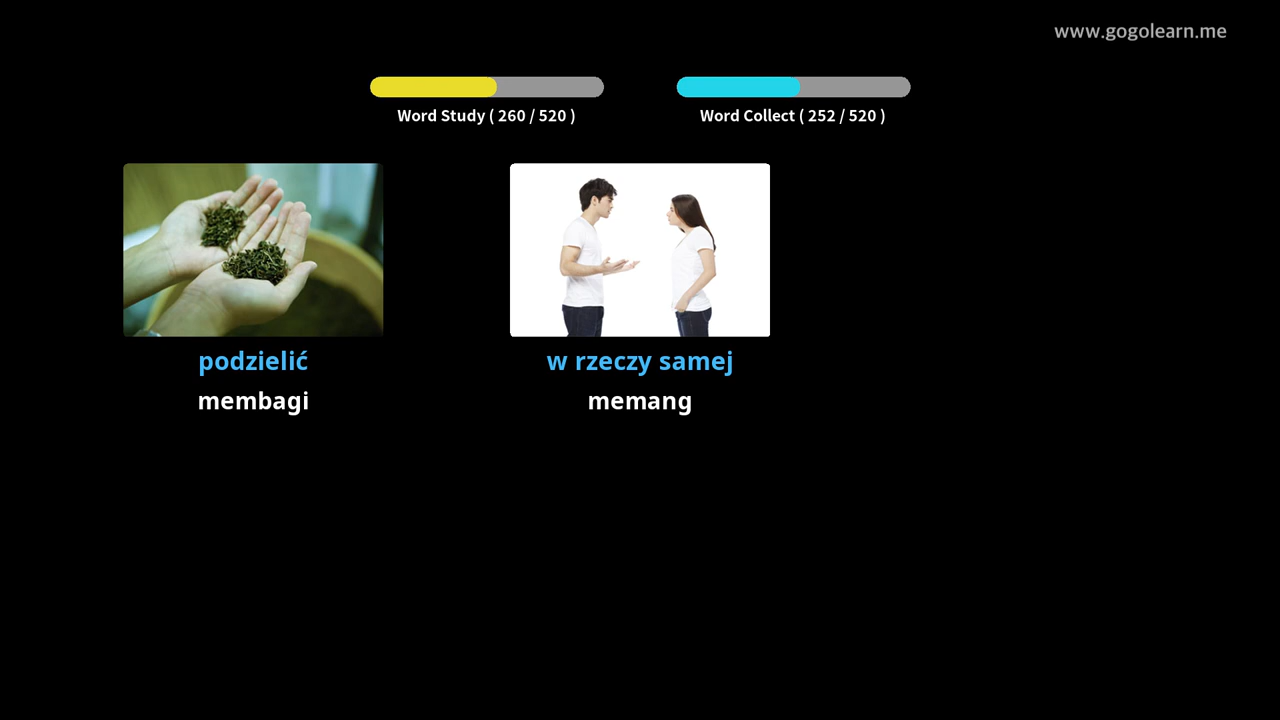 www.gogolearn.me
Word Study ( 260 / 520 )
Word Collect ( 252 / 520 )
podzielić
membagi
w rzeczy samej
memang